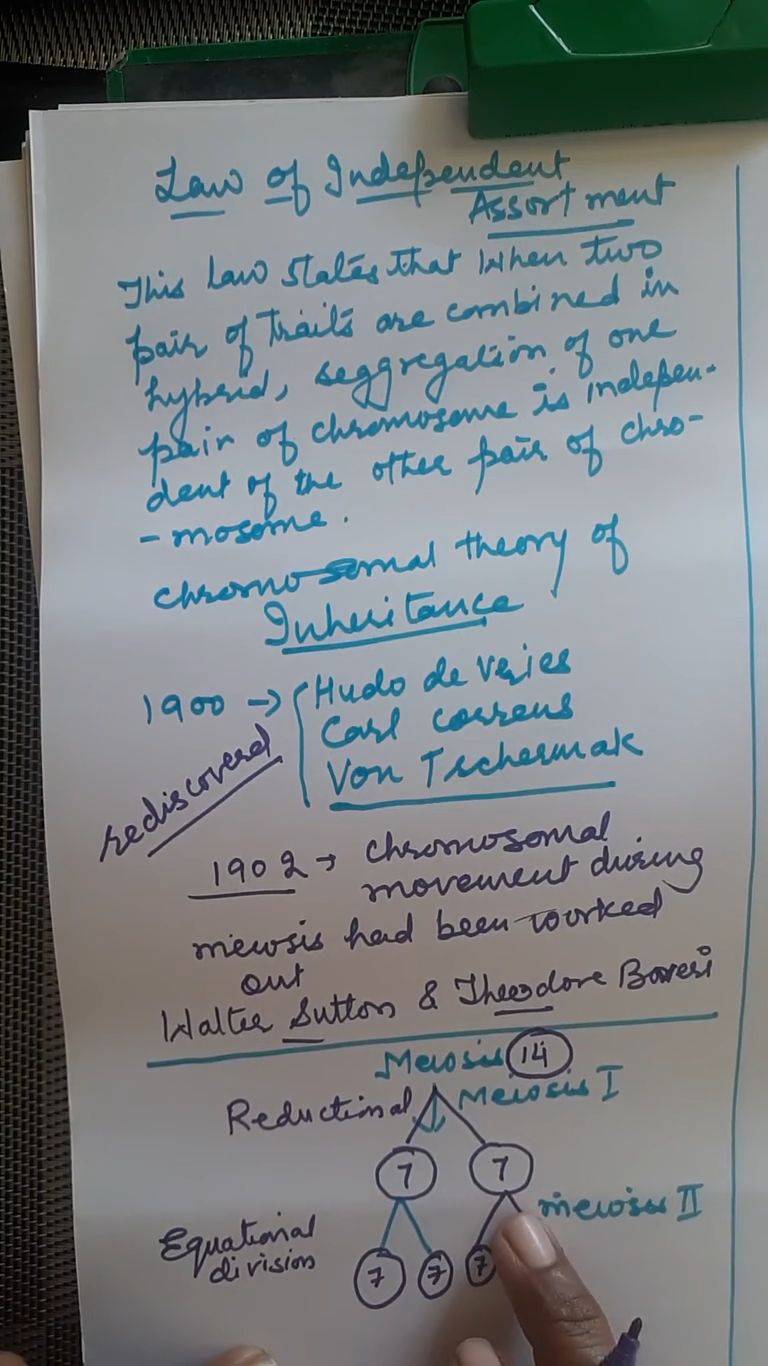 Law of Independent
Assortment
This Law states that when two
pair of traits are combined in
hybrid, seggregation of one
pair of chromosome is indepen-
dent of the other pair of chro-
-mosome.
chromosomal theory of
Inheritance
1900 → Hudo de Veries
Carl correns
Von Tschermak
rediscovered
1902 → chromosomal
movement during
meiosis had been worked
out
Walter Sutton & Theodore Boveri
Meiosis 14
Reductional Meiosis I
7 7
meiosis II
Equational
division
7 7 7